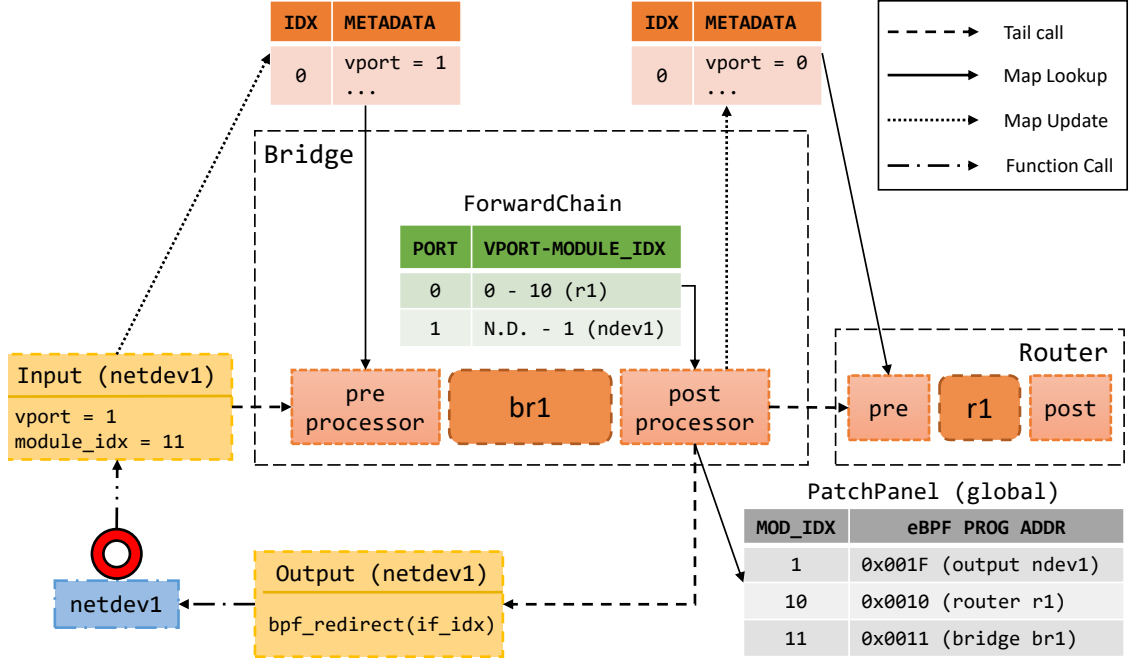 IDX METADATA
0 vport = 1
...
IDX METADATA
0 vport = 0
...
Tail call
Map Lookup
Map Update
Function Call
Bridge
ForwardChain
PORT VPORT-MODULE_IDX
0 0 - 10 (r1)
1 N.D. - 1 (ndev1)
Input (netdev1)
vport = 1
module_idx = 11
pre
processor
br1
post
processor
Router
pre
r1
post
PatchPanel (global)
MOD_IDX eBPF PROG ADDR
1 0x001F (output ndev1)
10 0x0010 (router r1)
11 0x0011 (bridge br1)
netdev1
Output (netdev1)
bpf_redirect(if_idx)